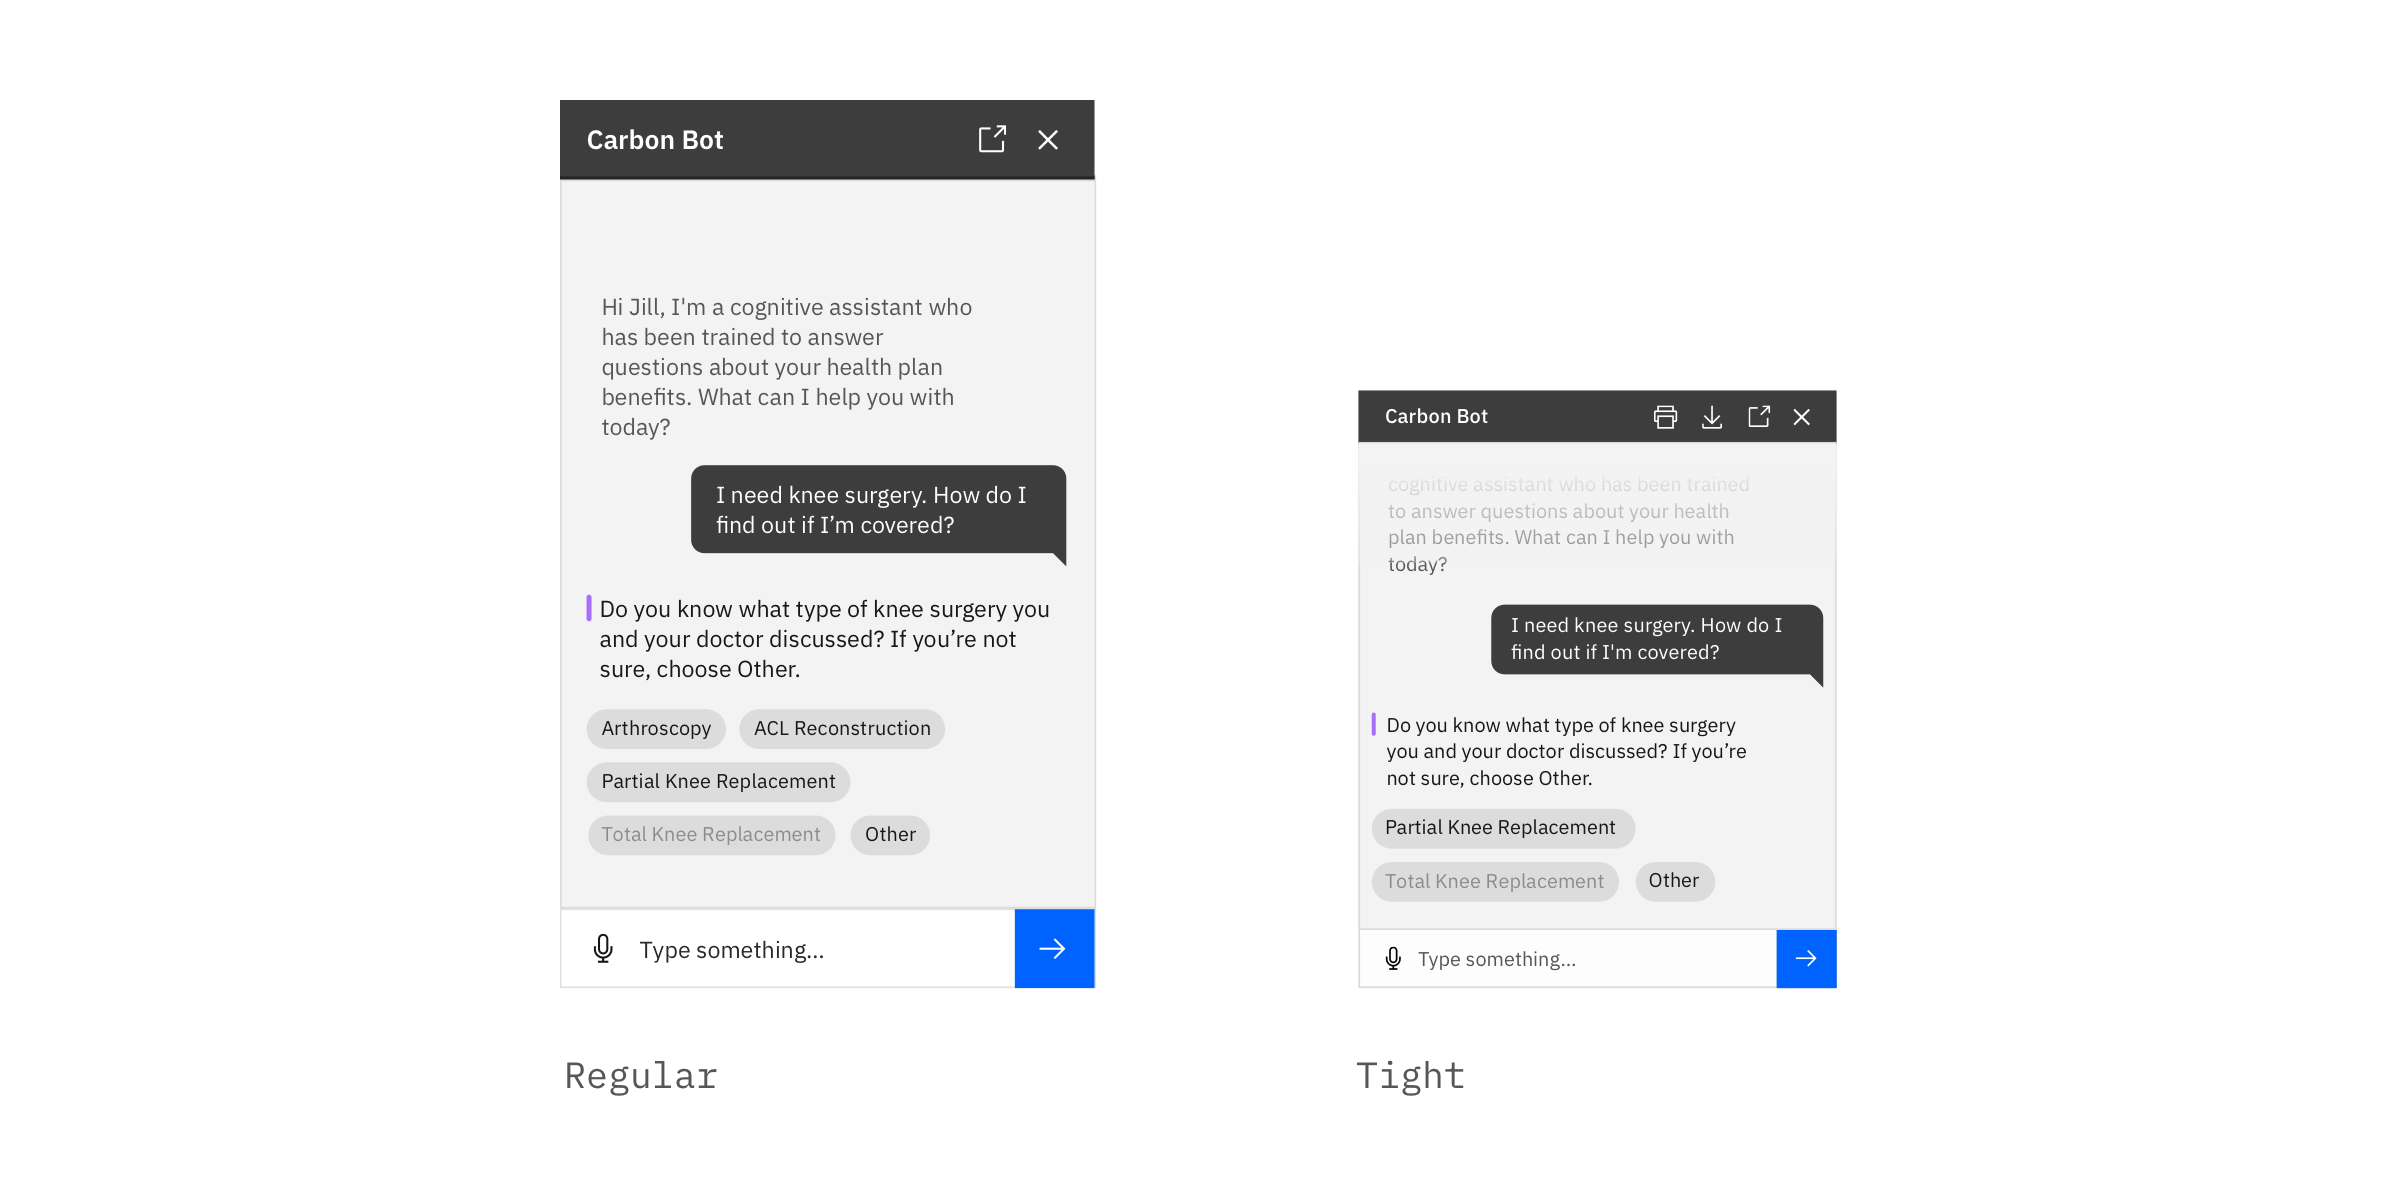 Carbon Bot
Hi Jill, I'm a cognitive assistant who
has been trained to answer
questions about your health plan
benefits. What can I help you with
today?
I need knee surgery. How do I
find out if I’m covered?
Do you know what type of knee surgery you
and your doctor discussed? If you’re not
sure, choose Other.
Arthroscopy
ACL Reconstruction
Partial Knee Replacement
Total Knee Replacement
Other
Type something...
Regular
Carbon Bot
cognitive assistant who has been trained
to answer questions about your health
plan benefits. What can I help you with
today?
I need knee surgery. How do I
find out if I'm covered?
Do you know what type of knee surgery
you and your doctor discussed? If you’re
not sure, choose Other.
Partial Knee Replacement
Total Knee Replacement
Other
Type something...
Tight